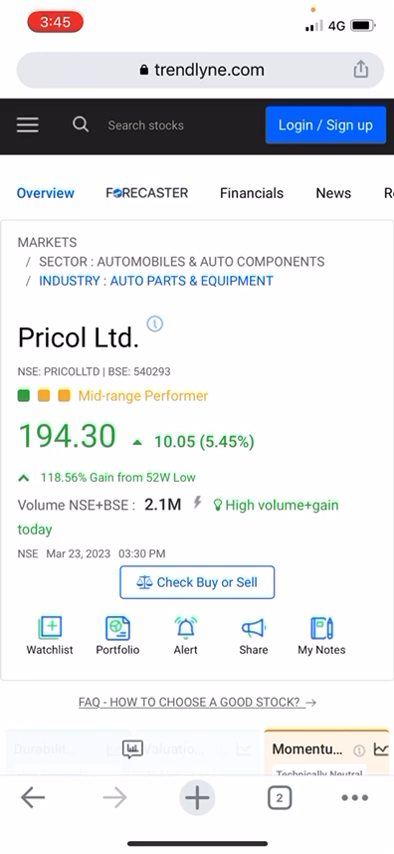 3:45
4G
trendlyne.com
Search stocks
Login / Sign up
Overview FORECASTER Financials News R
MARKETS
/ SECTOR : AUTOMOBILES & AUTO COMPONENTS
/ INDUSTRY : AUTO PARTS & EQUIPMENT
Pricol Ltd.
NSE: PRICOLLTD | BSE: 540293
Mid-range Performer
194.30 10.05 (5.45%)
118.56% Gain from 52W Low
Volume NSE+BSE : 2.1M High volume+gain
today
NSE Mar 23, 2023 03:30 PM
Check Buy or Sell
Watchlist Portfolio Alert Share My Notes
FAQ - HOW TO CHOOSE A GOOD STOCK? →
Durabilit... Valuatio... Momentu...
Technically Neutral
2